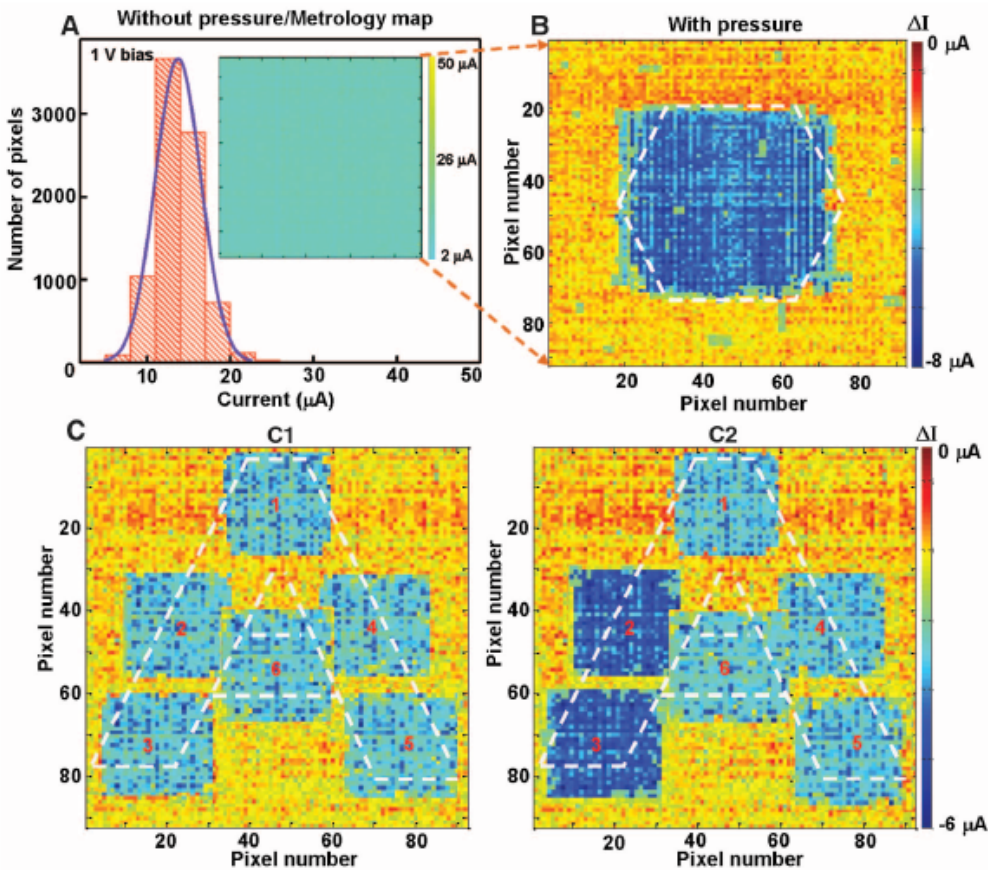 A
Without pressure/Metrology map
1 V bias
50 µA
26 µA
2 µA
Number of pixels
3000
2000
1000
0
10
20
30
40
50
Current (µA)
B
With pressure
ΔI
0 µA
-8 µA
Pixel number
20
40
60
80
20
40
60
80
Pixel number
C
C1
Pixel number
20
40
60
80
1
2
4
6
3
5
20
40
60
80
Pixel number
C2
ΔI
0 µA
-6 µA
Pixel number
20
40
60
80
1
2
4
6
3
5
20
40
60
80
Pixel number